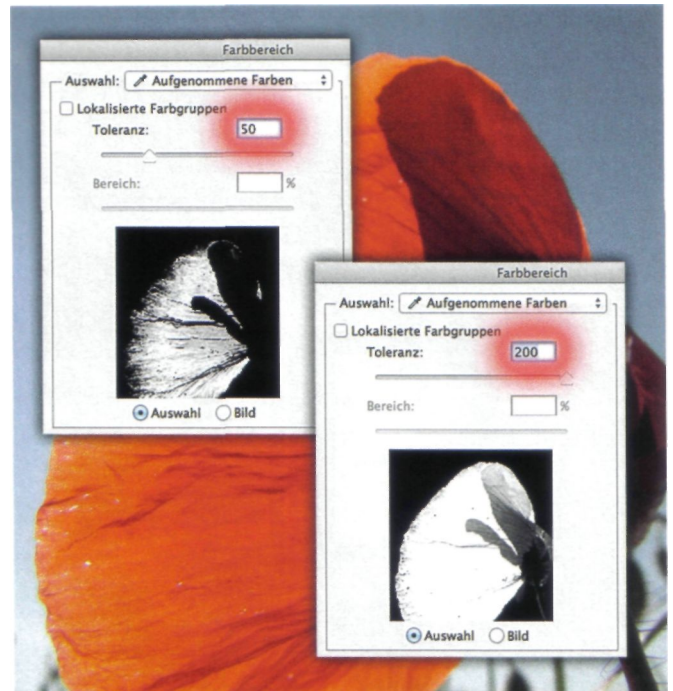 Farbbereich
Auswahl: Aufgenommene Farben
Lokalisierte Farbgruppen
Toleranz: 50
Bereich: %
Auswahl Bild
Farbbereich
Auswahl: Aufgenommene Farben
Lokalisierte Farbgruppen
Toleranz: 200
Bereich: %
Auswahl Bild